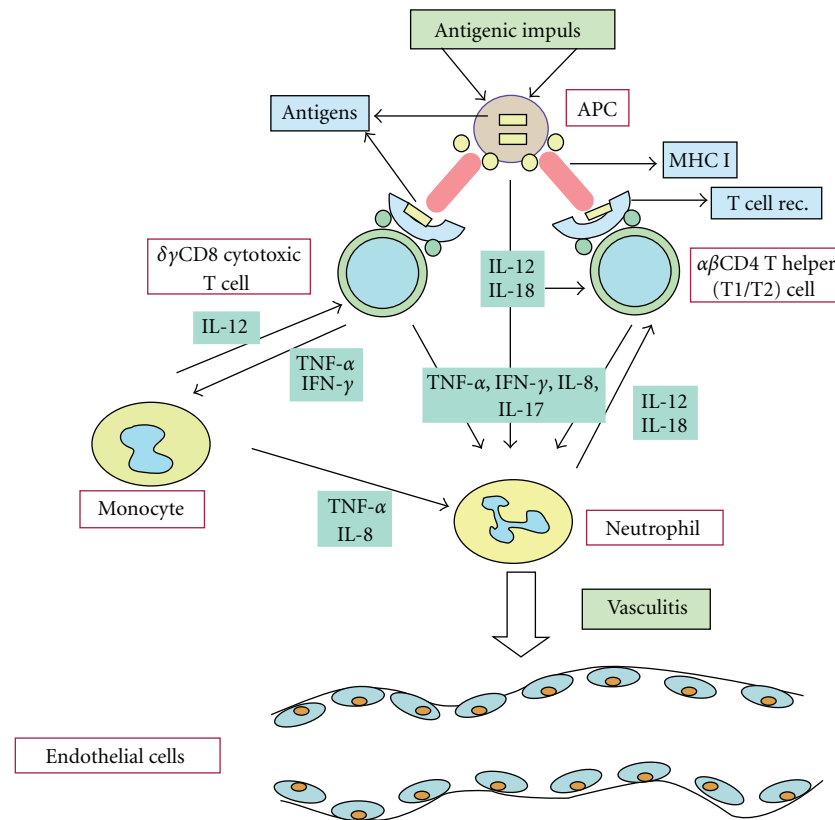 Antigenic impuls
Antigens
APC
MHC I
T cell rec.
δγCD8 cytotoxic
T cell
IL-12
IL-18
αβCD4 T helper
(T1/T2) cell
IL-12
TNF-α
IFN-γ
TNF-α, IFN-γ, IL-8,
IL-17
IL-12
IL-18
Monocyte
TNF-α
IL-8
Neutrophil
Vasculitis
Endothelial cells